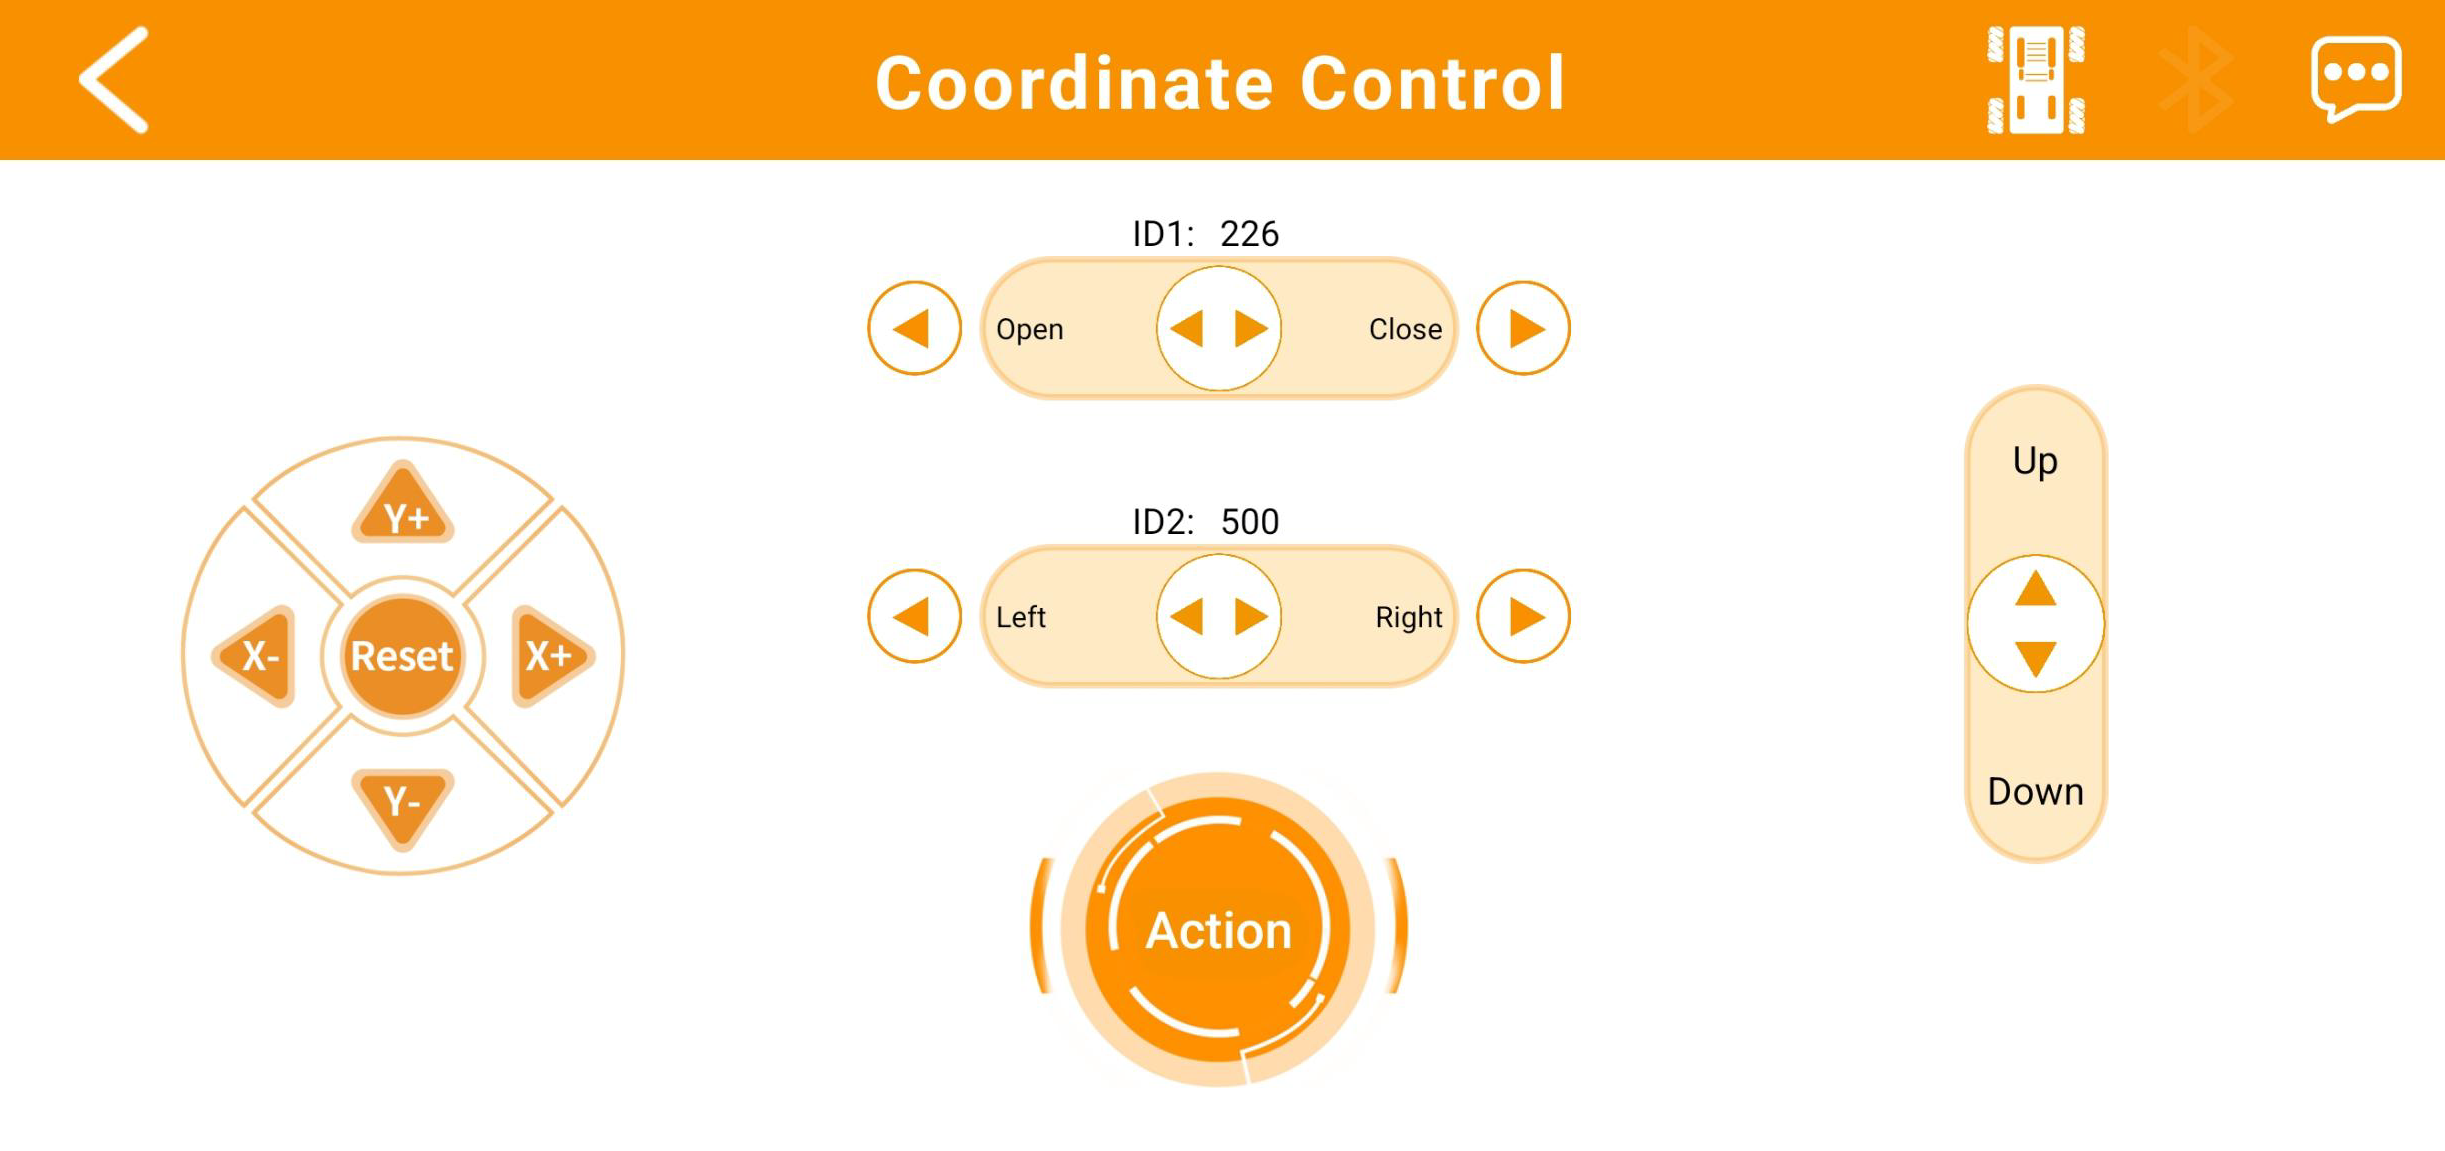 Coordinate Control
ID1: 226
Open
Close
ID2: 500
Left
Right
Y+
X-
Reset
X+
Y-
Up
Down
Action